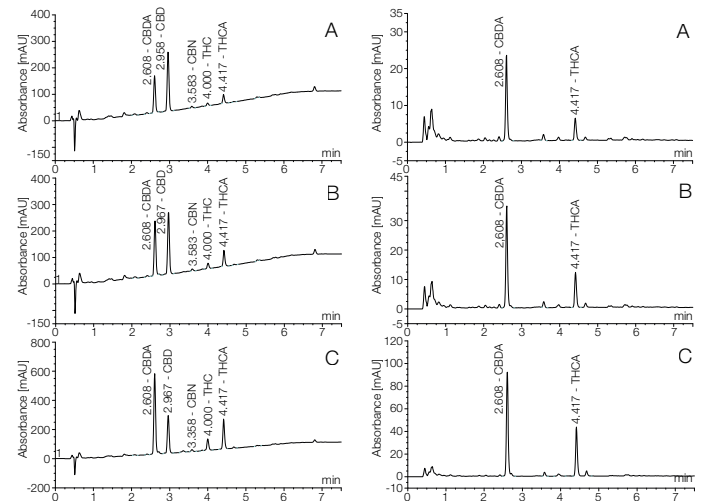 A
Absorbance [mAU]
400
300
200
100
0
-150
2.608 - CBDA
2.958 - CBD
3.583 - CBN
4.000 - THC
4.417 - THCA
1
min
0 1 2 3 4 5 6 7
A
Absorbance [mAU]
35
30
20
10
0
-5
2,608 - CBDA
4.417 - THCA
min
0 1 2 3 4 5 6 7
B
Absorbance [mAU]
400
300
200
100
0
-150
2.608 - CBDA
2.967 - CBD
3.583 - CBN
4.000 - THC
4.417 - THCA
1
min
0 1 2 3 4 5 6 7
B
Absorbance [mAU]
45
30
20
10
0
-5
2,608 - CBDA
4.417 - THCA
min
0 1 2 3 4 5 6 7
C
Absorbance [mAU]
800
600
400
200
0
-200
2.608 - CBDA
2.967 - CBD
3.358 - CBN
4.000 - THC
4.417 - THCA
1
min
0 1 2 3 4 5 6 7
C
Absorbance [mAU]
120
100
80
60
40
20
0
-10
2,608 - CBDA
4.417 - THCA
min
0 1 2 3 4 5 6 7